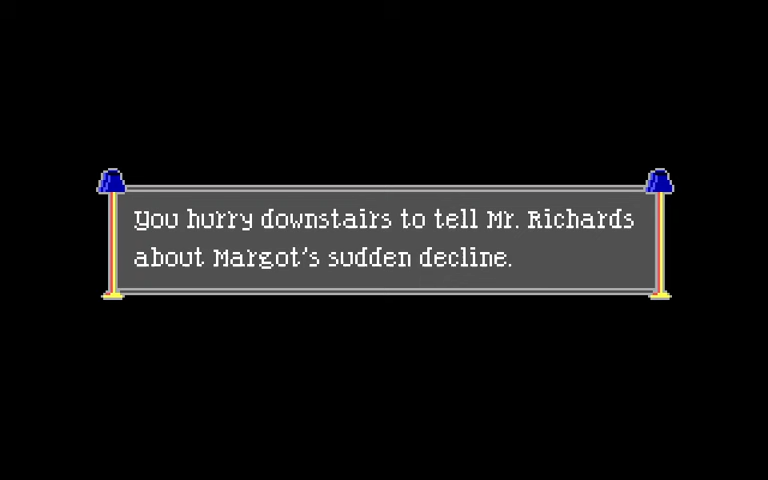 You hurry downstairs to tell Mr. Richards
about Margot's sudden decline.